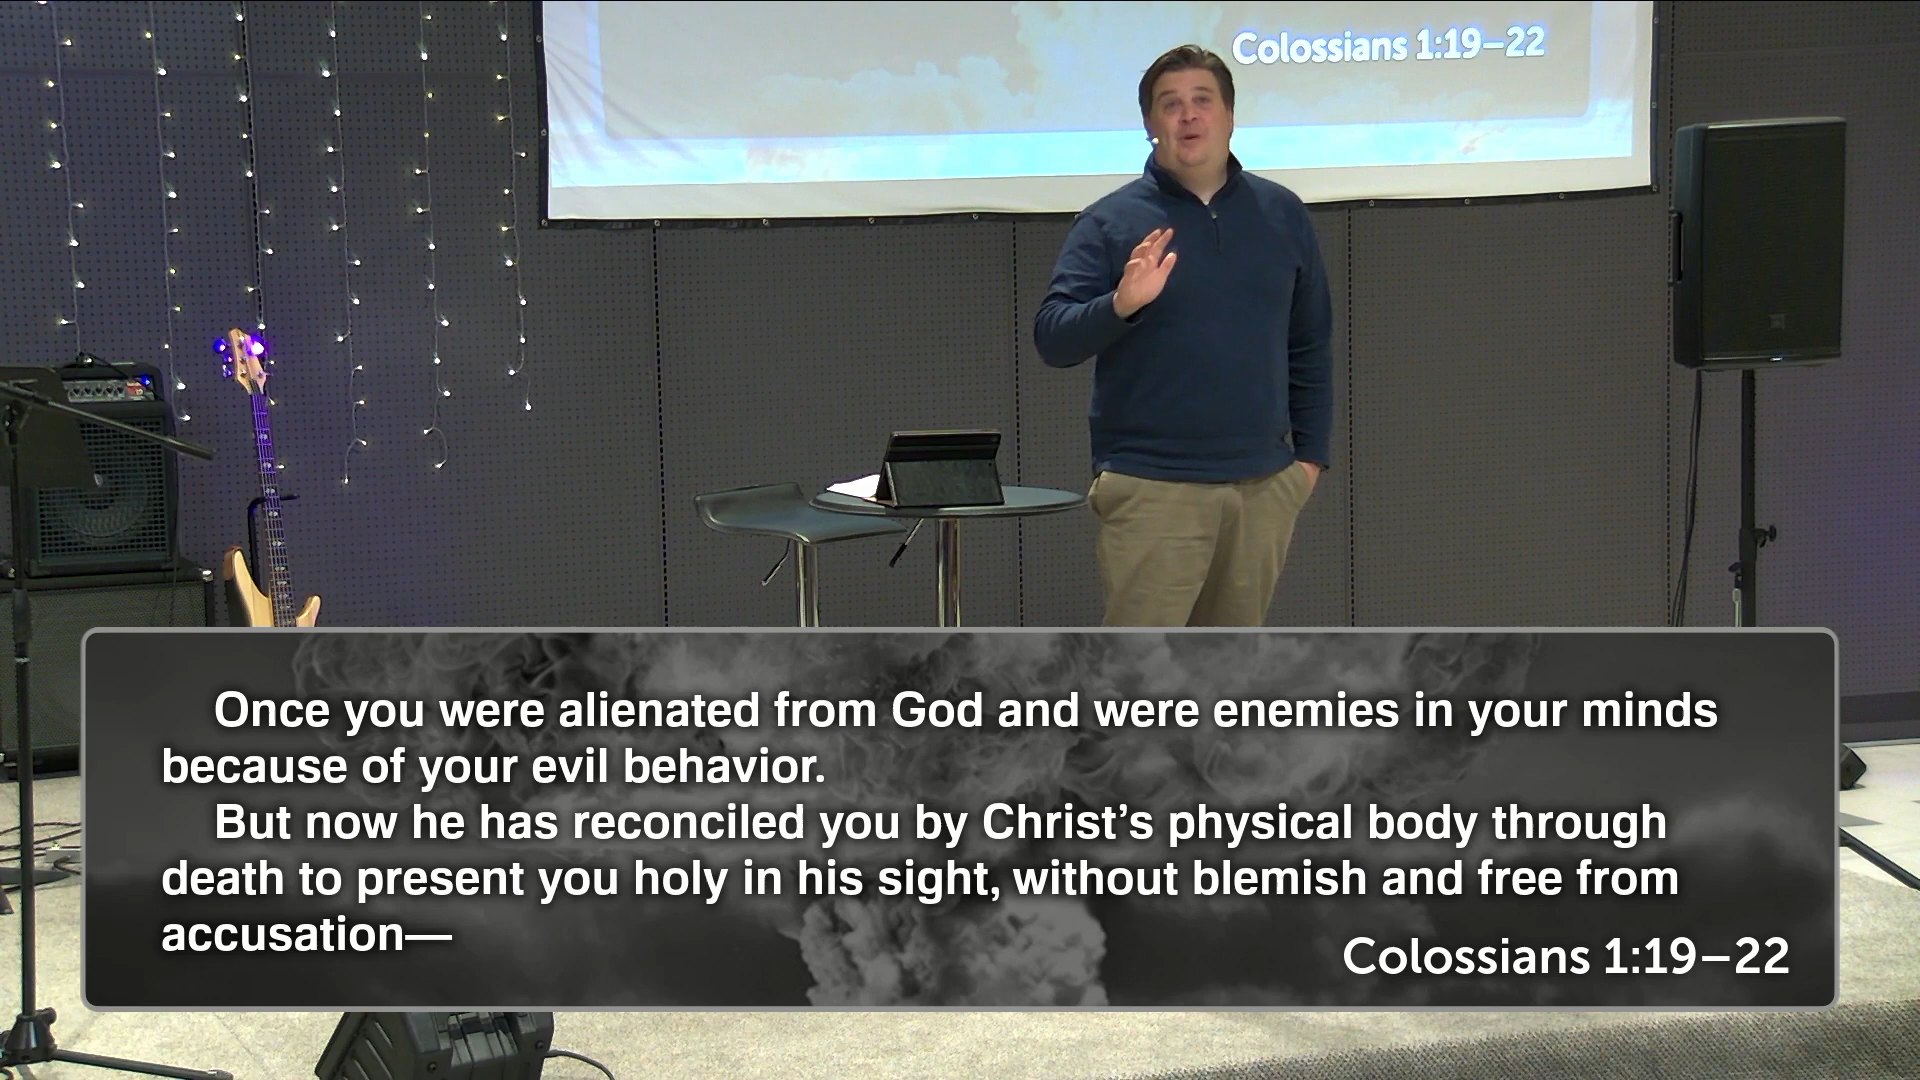 Colossians 1:19–22
Once you were alienated from God and were enemies in your minds
because of your evil behavior.
But now he has reconciled you by Christ’s physical body through
death to present you holy in his sight, without blemish and free from
accusation—
Colossians 1:19–22